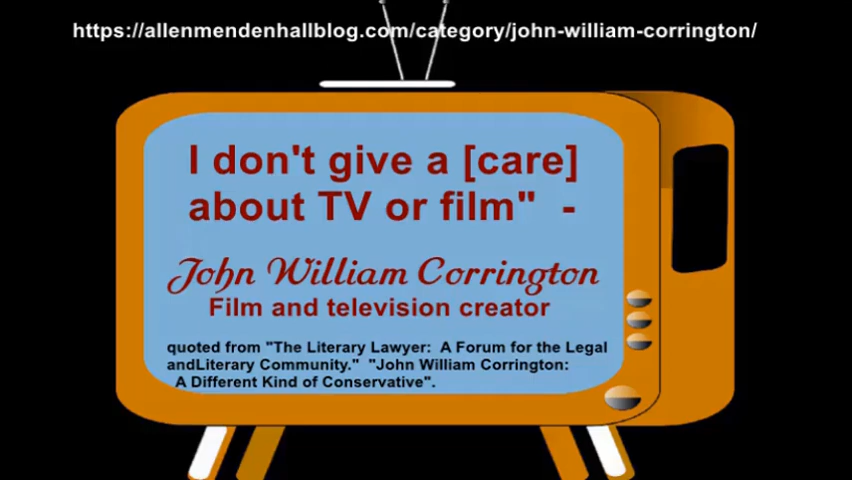 https://allenmendenhallblog.com/category/john-william-corrington/
I don't give a [care]
about TV or film" -
John William Corrington
Film and television creator
quoted from "The Literary Lawyer: A Forum for the Legal
andLiterary Community." "John William Corrington:
A Different Kind of Conservative".